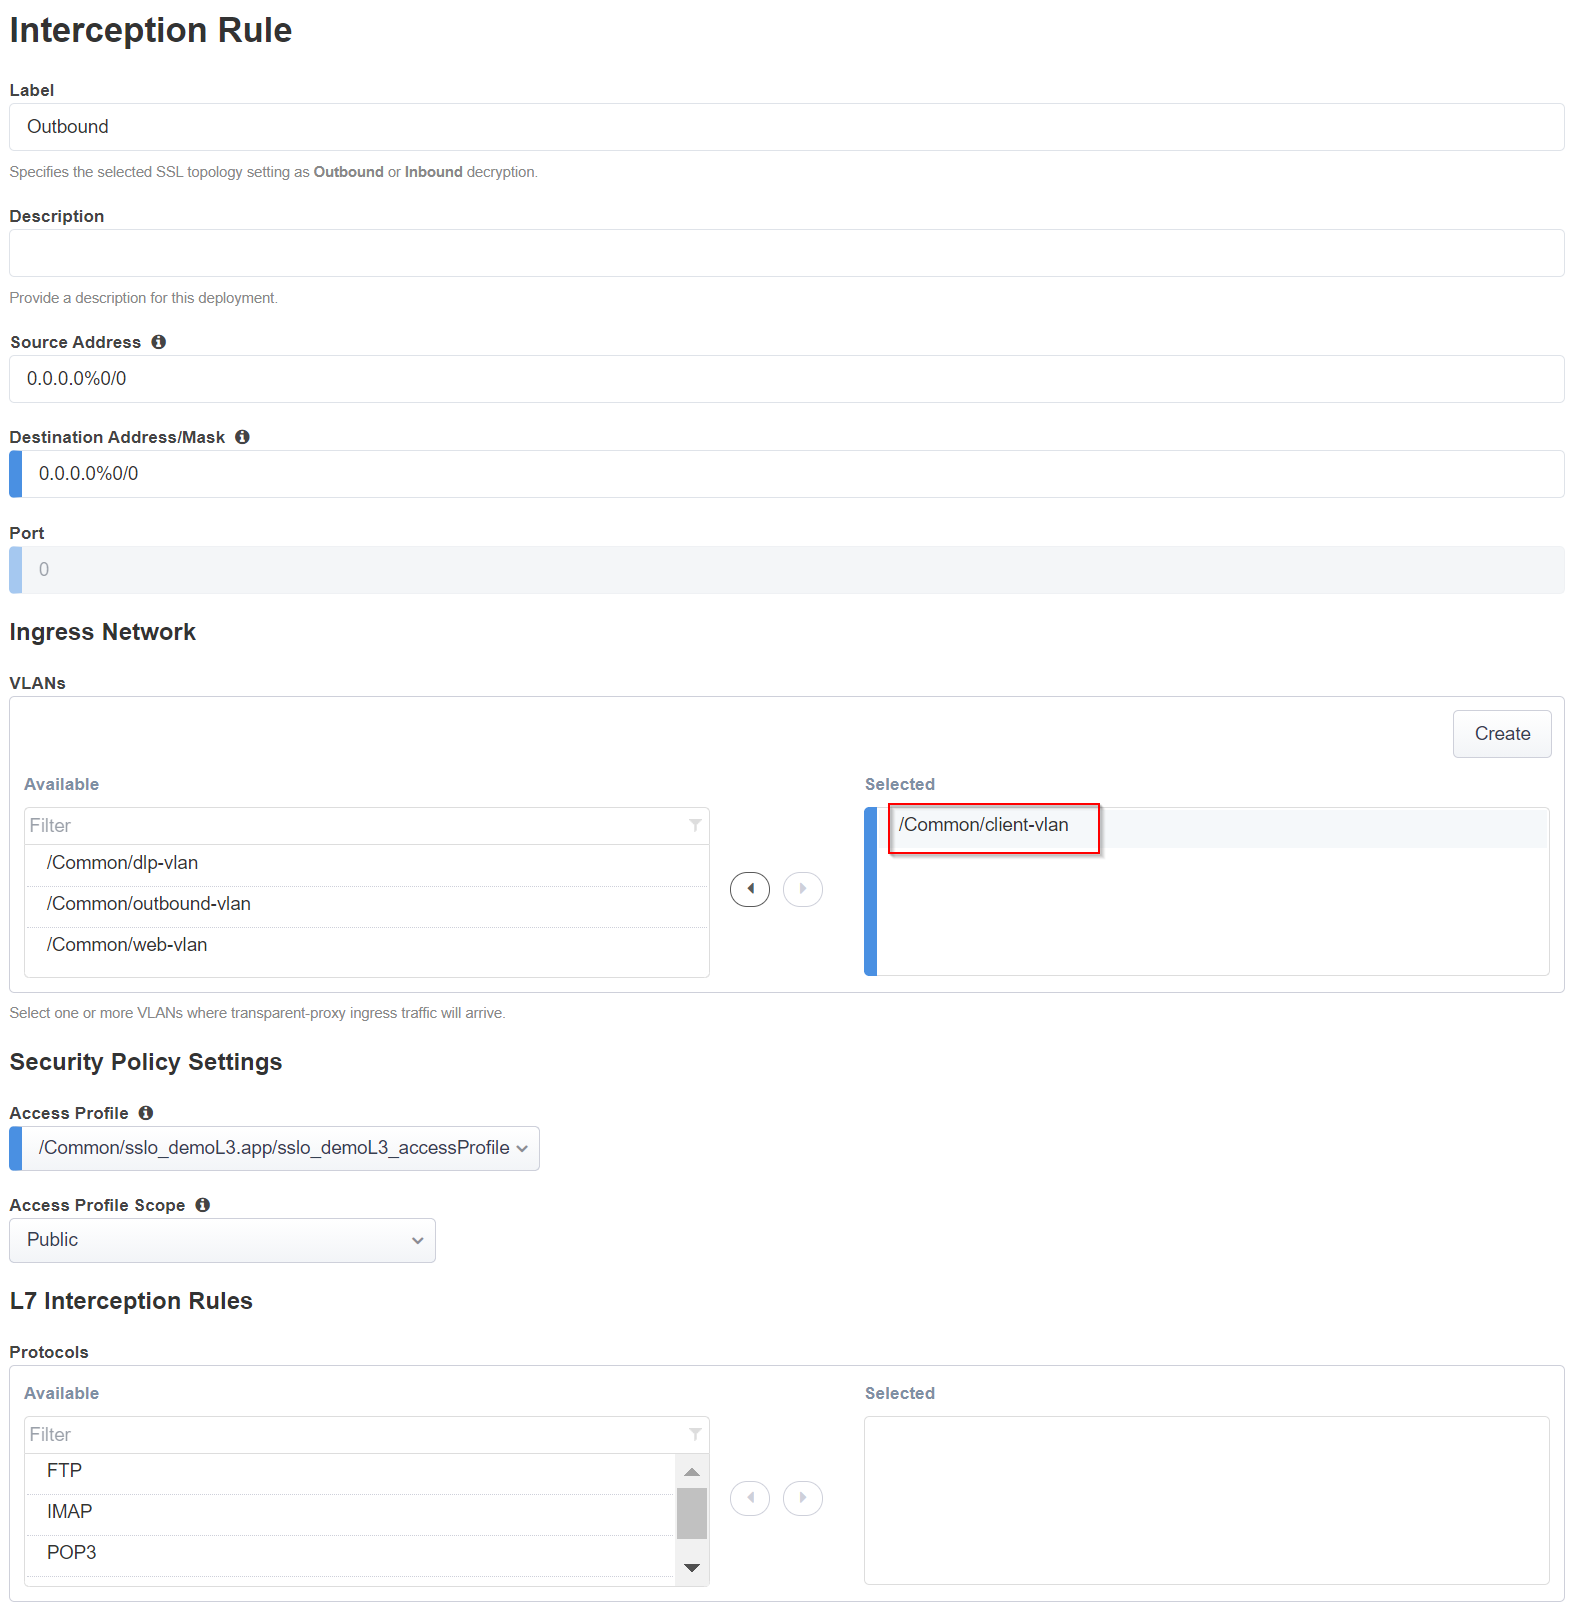 Interception Rule
Label
Outbound
Specifies the selected SSL topology setting as Outbound or Inbound decryption.
Description
Provide a description for this deployment.
Source Address
0.0.0.0%0/0
Destination Address/Mask
0.0.0.0%0/0
Port
0
Ingress Network
VLANs
Create
Available
Selected
Filter
/Common/client-vlan
/Common/dlp-vlan
/Common/outbound-vlan
/Common/web-vlan
Select one or more VLANs where transparent-proxy ingress traffic will arrive.
Security Policy Settings
Access Profile
/Common/sslo_demoL3.app/sslo_demoL3_accessProfile
Access Profile Scope
Public
L7 Interception Rules
Protocols
Available
Selected
Filter
FTP
IMAP
POP3